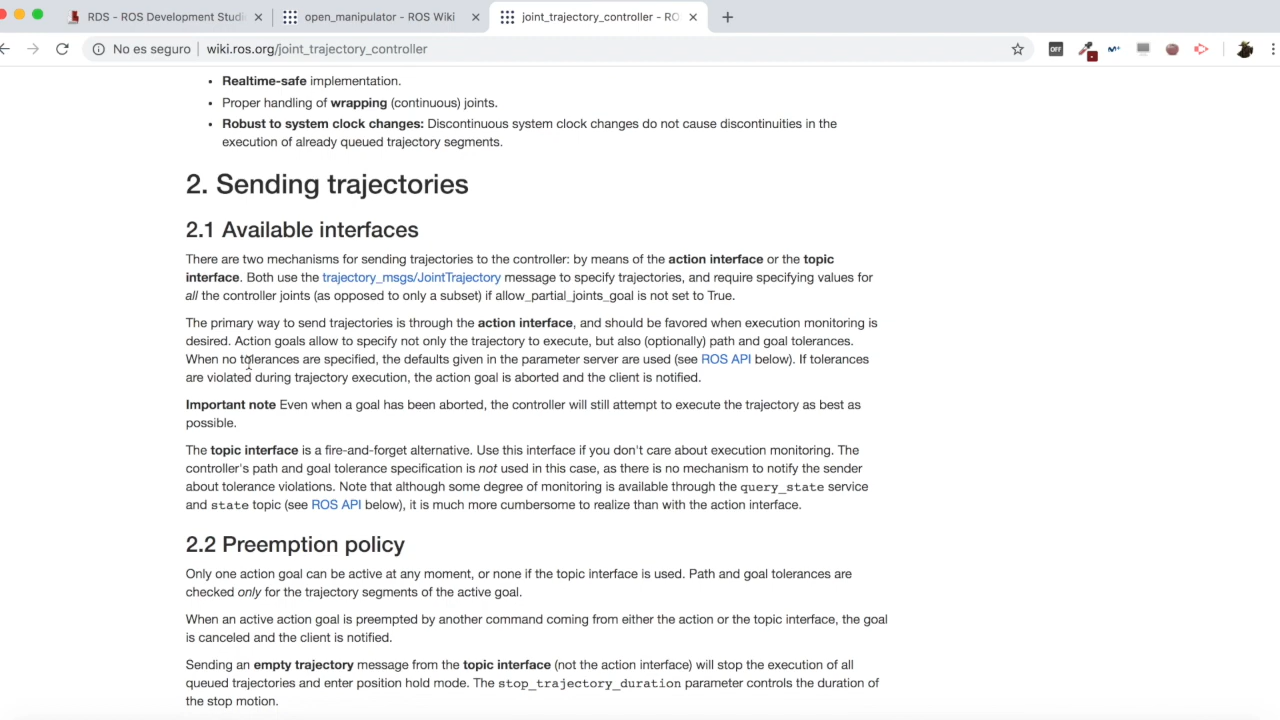 RDS - ROS Development Studi
open_manipulator - ROS Wiki
joint_trajectory_controller - RO
No es seguro
wiki.ros.org/joint_trajectory_controller
OFF
Realtime-safe implementation.
Proper handling of wrapping (continuous) joints.
Robust to system clock changes: Discontinuous system clock changes do not cause discontinuities in the
execution of already queued trajectory segments.
2. Sending trajectories
2.1 Available interfaces
There are two mechanisms for sending trajectories to the controller: by means of the action interface or the topic
interface. Both use the trajectory_msgs/JointTrajectory message to specify trajectories, and require specifying values for
all the controller joints (as opposed to only a subset) if allow_partial_joints_goal is not set to True.
The primary way to send trajectories is through the action interface, and should be favored when execution monitoring is
desired. Action goals allow to specify not only the trajectory to execute, but also (optionally) path and goal tolerances.
When no tolerances are specified, the defaults given in the parameter server are used (see ROS API below). If tolerances
are violated during trajectory execution, the action goal is aborted and the client is notified.
Important note Even when a goal has been aborted, the controller will still attempt to execute the trajectory as best as
possible.
The topic interface is a fire-and-forget alternative. Use this interface if you don't care about execution monitoring. The
controller's path and goal tolerance specification is not used in this case, as there is no mechanism to notify the sender
about tolerance violations. Note that although some degree of monitoring is available through the query_state service
and state topic (see ROS API below), it is much more cumbersome to realize than with the action interface.
2.2 Preemption policy
Only one action goal can be active at any moment, or none if the topic interface is used. Path and goal tolerances are
checked only for the trajectory segments of the active goal.
When an active action goal is preempted by another command coming from either the action or the topic interface, the goal
is canceled and the client is notified.
Sending an empty trajectory message from the topic interface (not the action interface) will stop the execution of all
queued trajectories and enter position hold mode. The stop_trajectory_duration parameter controls the duration of
the stop motion.